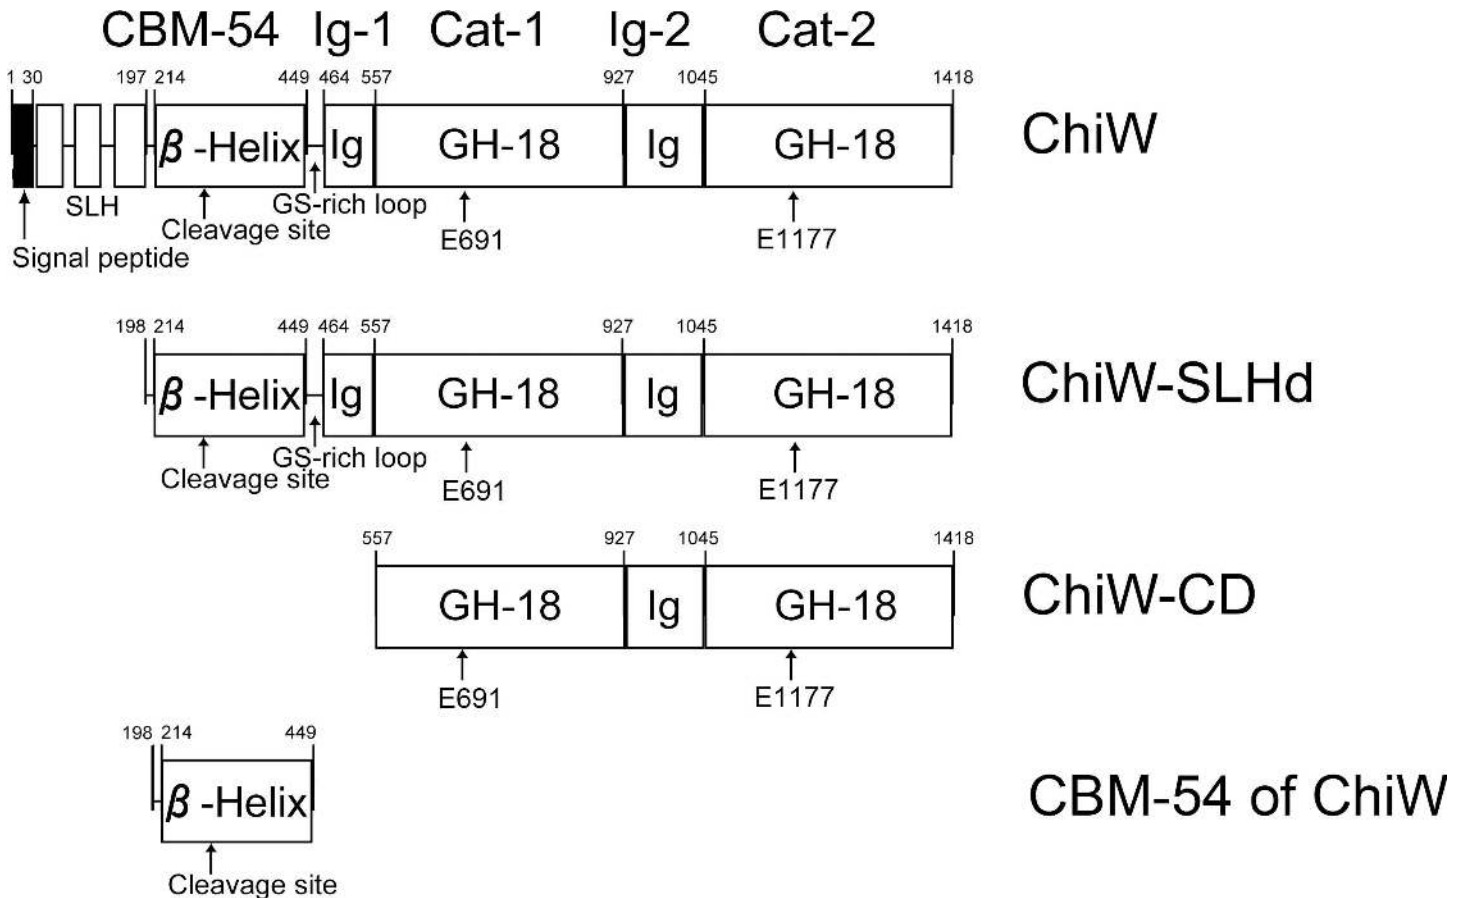 CBM-54 Ig-1 Cat-1 Ig-2 Cat-2
1 30 197 214 449 464 557 927 1045 1418
β-Helix Ig GH-18 Ig GH-18 ChiW
SLH GS-rich loop
Cleavage site E691 E1177
Signal peptide
198 214 449 464 557 927 1045 1418
β-Helix Ig GH-18 Ig GH-18 ChiW-SLHd
GS-rich loop
Cleavage site E691 E1177
557 927 1045 1418
GH-18 Ig GH-18 ChiW-CD
E691 E1177
198 214 449
β-Helix CBM-54 of ChiW
Cleavage site